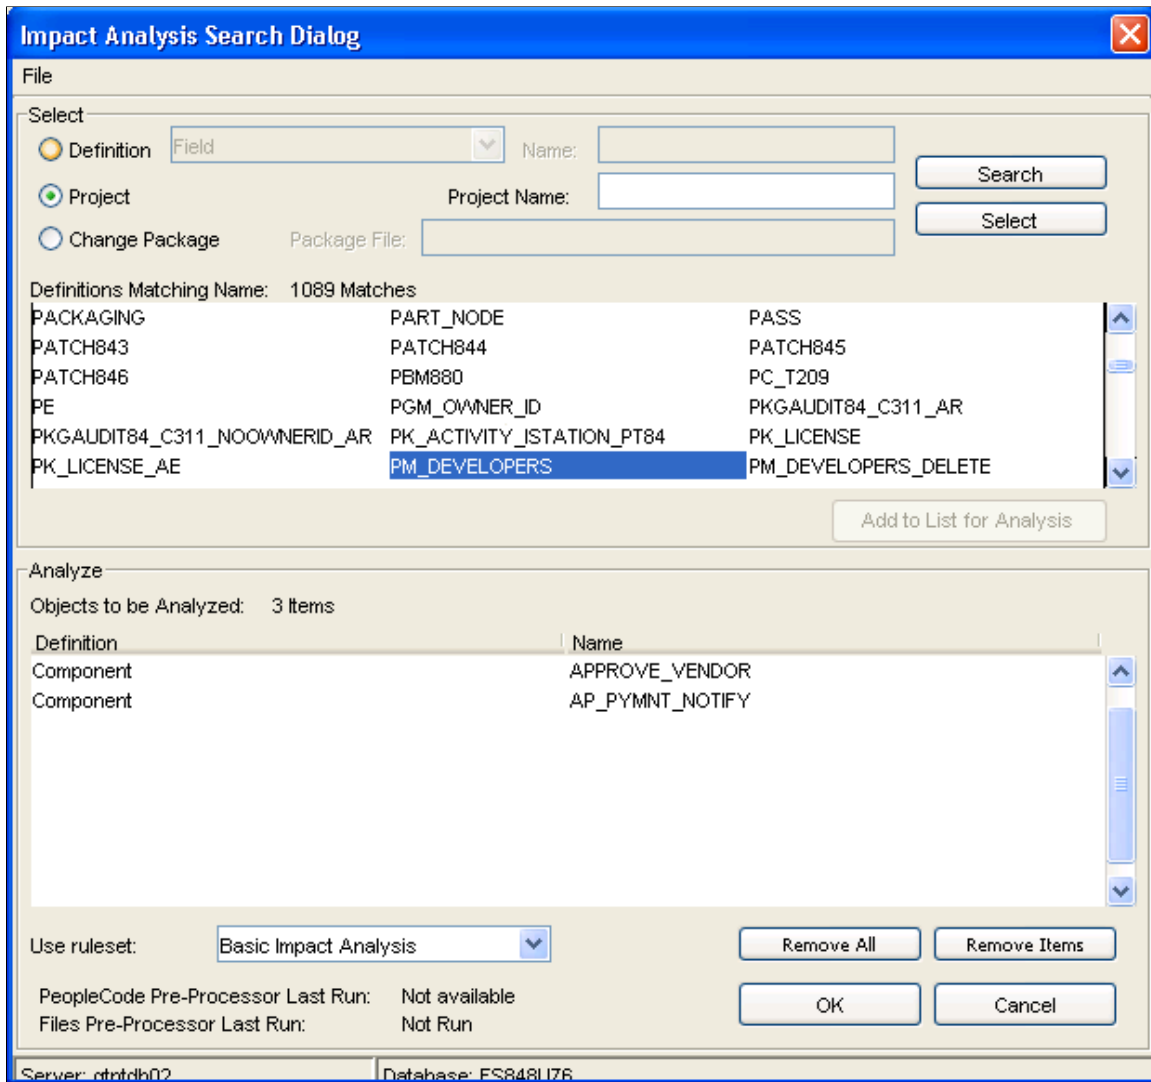 Impact Analysis Search Dialog
File
Select
Definition Field Name:
Search
Project Project Name:
Select
Change Package Package File:
Definitions Matching Name: 1089 Matches
PACKAGING PART_NODE PASS
PATCH843 PATCH844 PATCH845
PATCH846 PBM880 PC_T209
PE PGM_OWNER_ID PKGAUDIT84_C311_AR
PKGAUDIT84_C311_NOOWNERID_AR PK_ACTIVITY_ISTATION_PT84 PK_LICENSE
PK_LICENSE_AE PM_DEVELOPERS PM_DEVELOPERS_DELETE
Add to List for Analysis
Analyze
Objects to be Analyzed: 3 Items
Definition Name
Component APPROVE_VENDOR
Component AP_PYMNT_NOTIFY
Use ruleset: Basic Impact Analysis Remove All Remove Items
PeopleCode Pre-Processor Last Run: Not available
OK Cancel
Files Pre-Processor Last Run: Not Run
Server: Database: